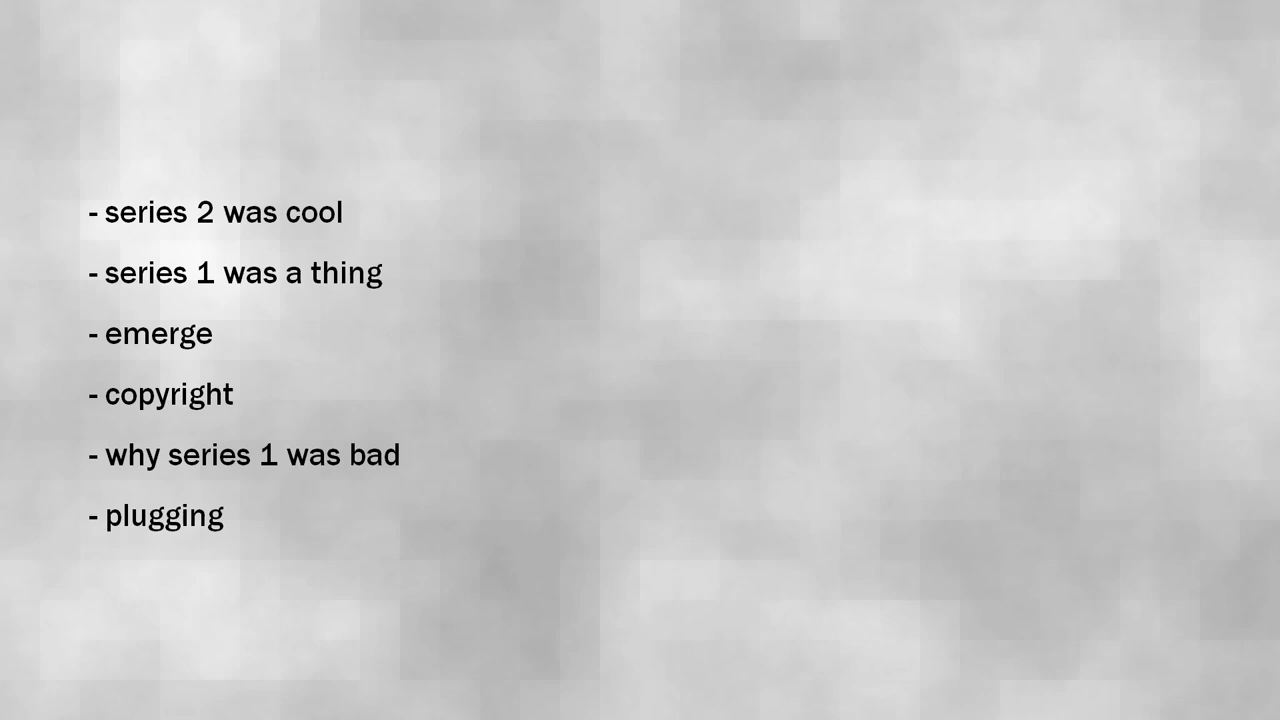 - series 2 was cool
- series 1 was a thing
- emerge
- copyright
- why series 1 was bad
- plugging